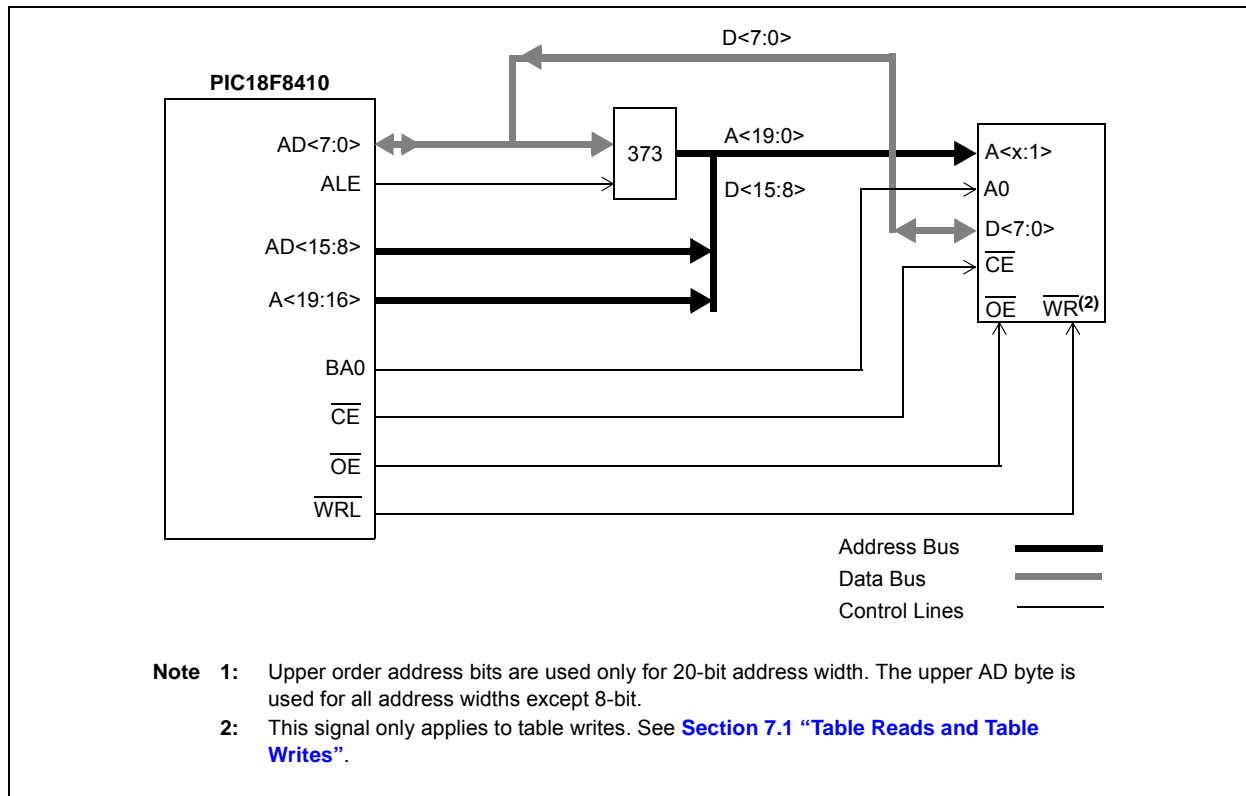 D<7:0>
PIC18F8410
AD<7:0>
373
A<19:0>
A<x:1>
ALE
D<15:8>
A0
AD<15:8>
D<7:0>
CE
A<19:16>
OE WR(2)
BA0
CE
OE
WRL
Address Bus
Data Bus
Control Lines
Note 1: Upper order address bits are used only for 20-bit address width. The upper AD byte is
used for all address widths except 8-bit.
2: This signal only applies to table writes. See Section 7.1 “Table Reads and Table
Writes”.